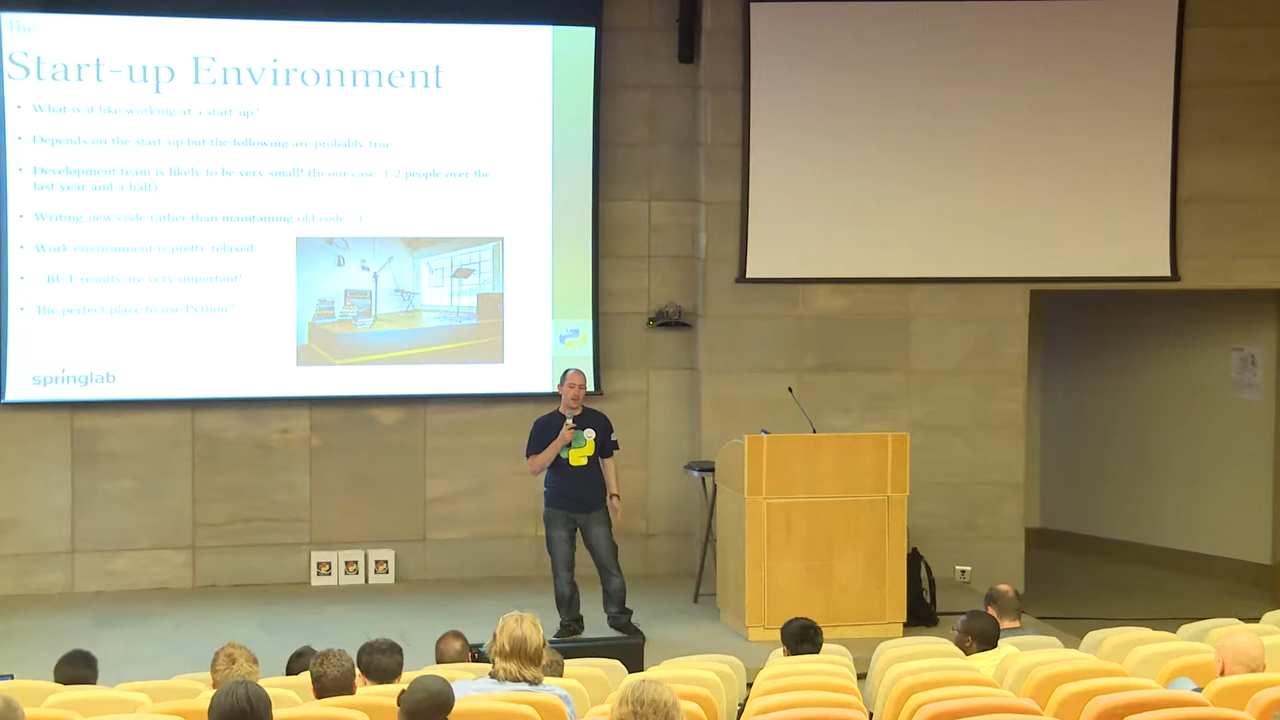 The
Start-up Environment
• What is it like working at a start up?
• Depends on the start up but the following are probably true
• Development team is likely to be very small! (In our case, 1-2 people over the
last year and a half)
• Writing new code rather than maintaining old code
• Work environment is pretty relaxed
• BUT results are very important!
• The perfect place to use Python!
springlab